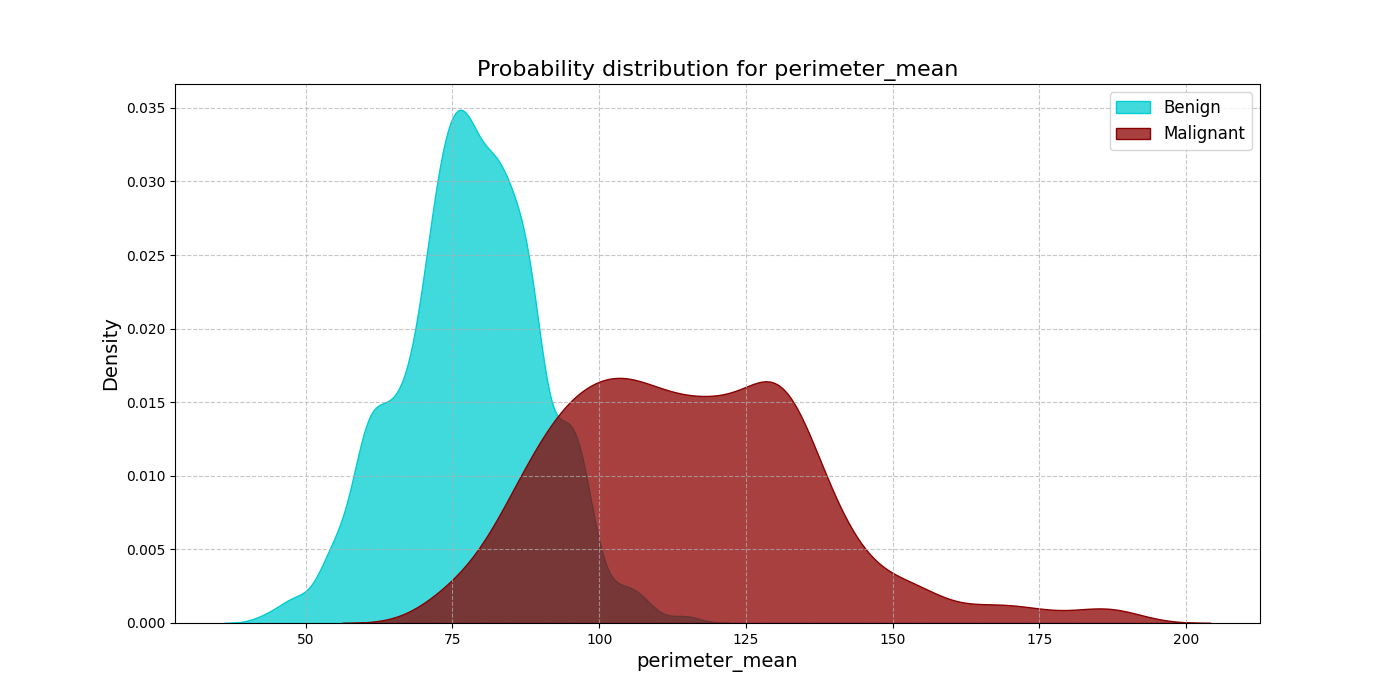 Probability distribution for perimeter_mean
Benign
Malignant
Density
0.035
0.030
0.025
0.020
0.015
0.010
0.005
0.000
50 75 100 125 150 175 200
perimeter_mean